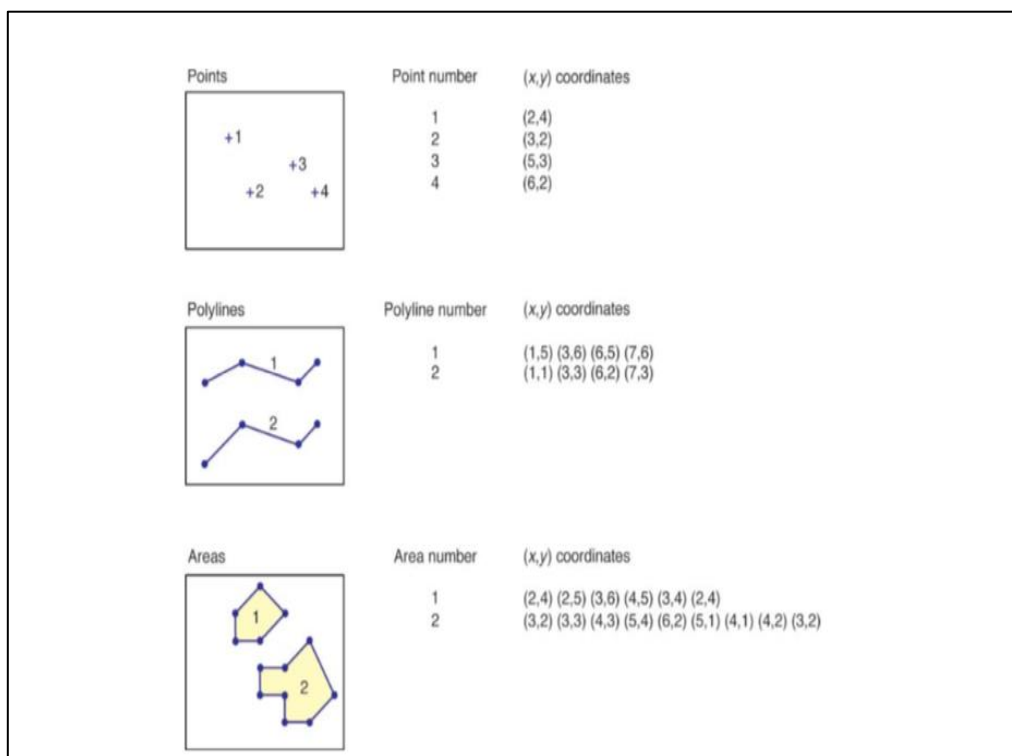 Points Point number (x,y) coordinates
1 (2,4)
+1 2 (3,2)
+3 3 (5,3)
+2 +4 4 (6,2)
Polylines Polyline number (x,y) coordinates
1 1 (1,5) (3,6) (6,5) (7,6)
2 (1,1) (3,3) (6,2) (7,3)
2
Areas Area number (x,y) coordinates
1 (2,4) (2,5) (3,6) (4,5) (3,4) (2,4)
1 2 (3,2) (3,3) (4,3) (5,4) (6,2) (5,1) (4,1) (4,2) (3,2)
2